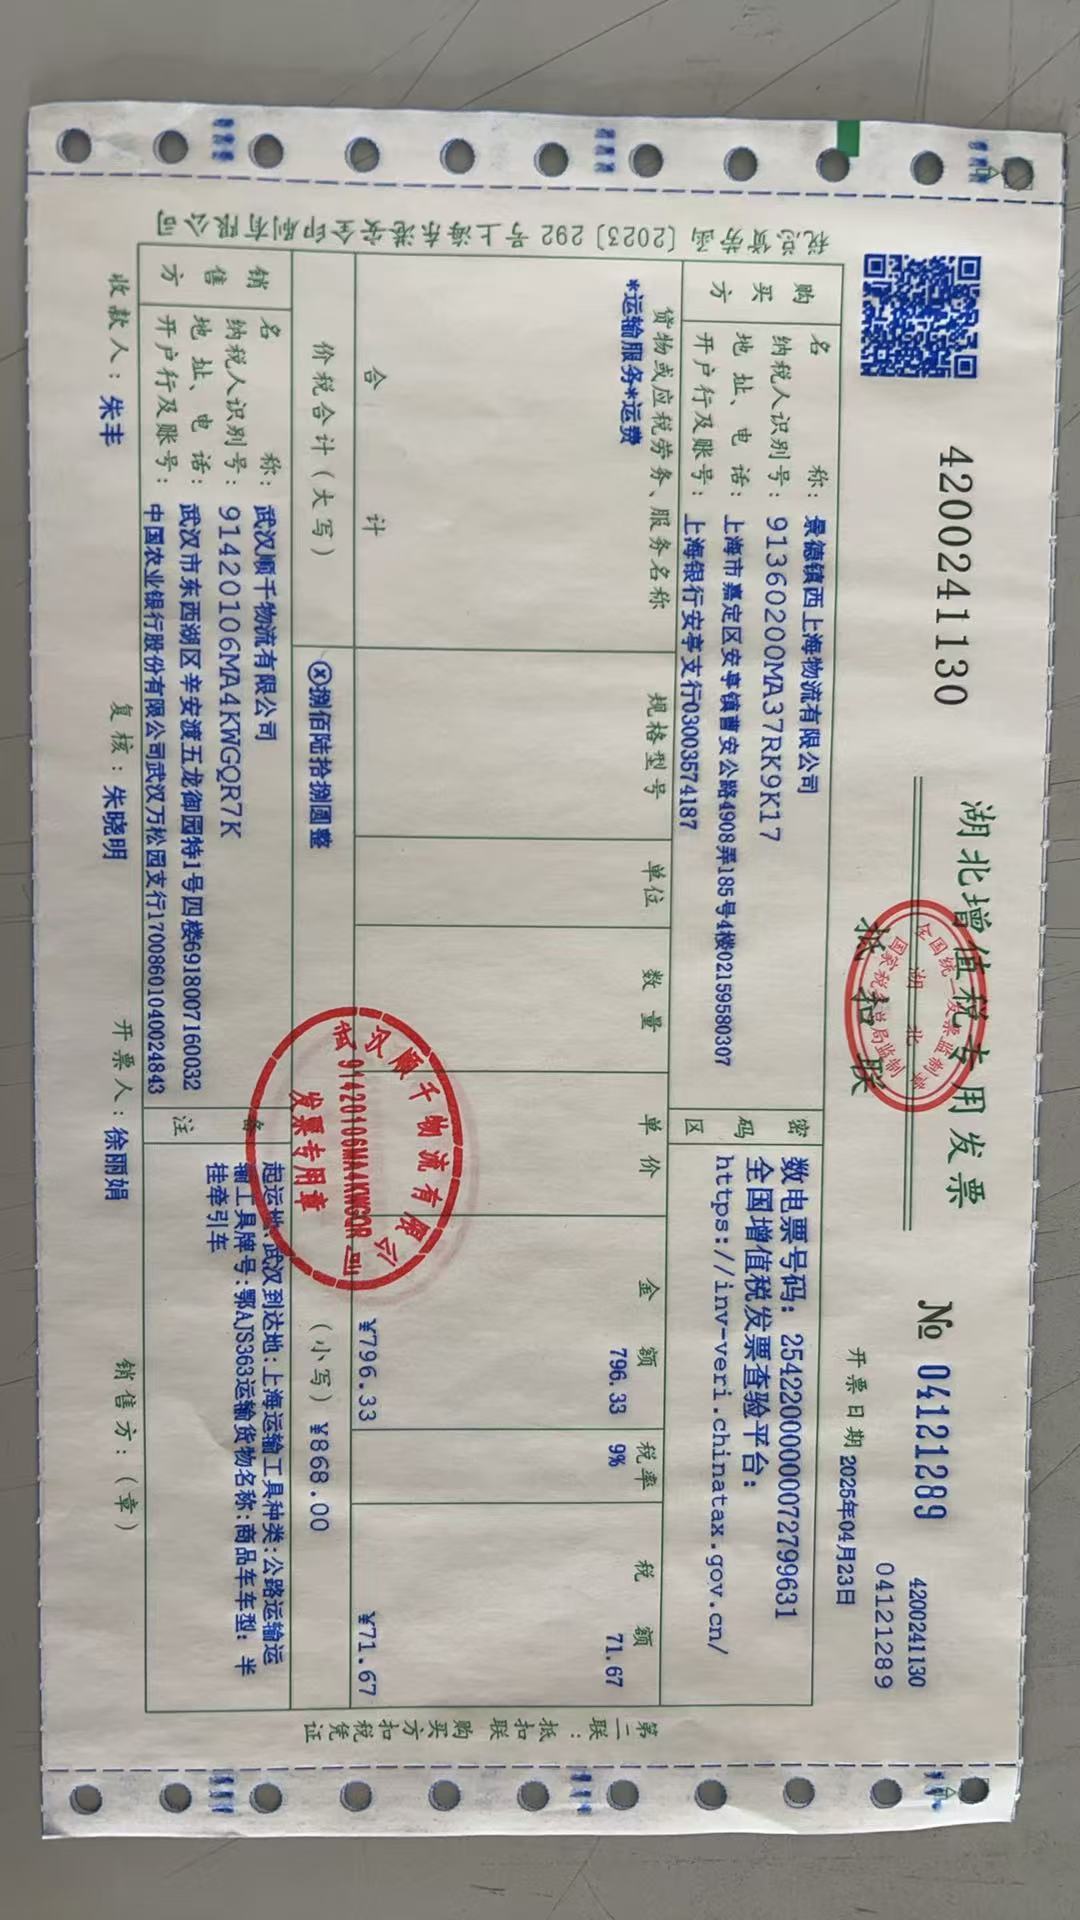 4200241130
湖北增值税专用发票
抵扣联
全国统一发票监制章
湖北
国家税务总局监制
№ 04121289
4200241130
04121289
开票日期 2025年04月23日
税总货劳函〔2023〕292 号上海东港安全印刷有限公司
购买方
名 称：景德镇西上海物流有限公司
纳税人识别号：91360200MA37RK9K17
地 址、电 话：上海市嘉定区安亭镇曹安公路4908弄185号4楼02159580307
开户行及账号：上海银行安亭支行03003574187
密码区
数电票号码：25422000000072799631
全国增值税发票查验平台：
https://inv-veri.chinatax.gov.cn/
货物或应税劳务、服务名称 规格型号 单位 数量 单价 金额 税率 税额
*运输服务*运费 796.33 9% 71.67
合计 ¥796.33 ¥71.67
价税合计（大写） ⓧ捌佰陆拾捌圆整 （小写）¥868.00
销售方
名 称：武汉顺千物流有限公司
纳税人识别号：91420106MA4KWGQR7K
地 址、电 话：武汉市东西湖区辛安渡五龙御园特1号四楼69180071600032
开户行及账号：中国农业银行股份有限公司武汉万松园支行17008601040024843
备注
起运地:武汉到达地:上海运输工具种类:公路运输运
输工具牌号:鄂AJS363运输货物名称:商品车车型: 半
挂牵引车
武汉顺千物流有限公司
91420106MA4KWGQR
发票专用章
收款人：朱丰 复核：朱晓明 开票人：徐丽娟 销售方：（章）
第二联：抵扣联 购买方扣税凭证